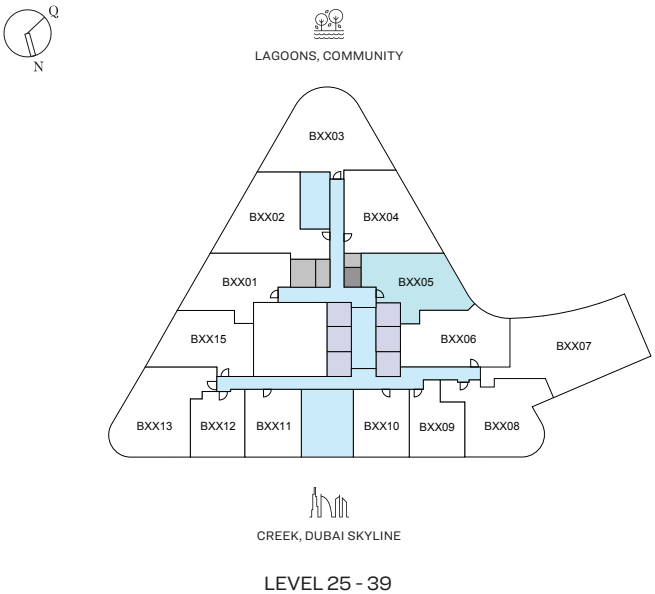 Q
N
LAGOONS, COMMUNITY
BXX03
BXX02
BXX04
BXX01
BXX05
BXX15
BXX06
BXX07
BXX13
BXX12
BXX11
BXX10
BXX09
BXX08
CREEK, DUBAI SKYLINE
LEVEL 25 - 39